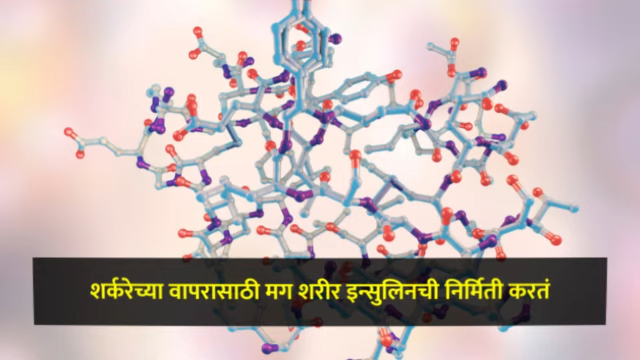 शर्करेच्या वापरासाठी मग शरीर इन्सुलिनची निर्मिती करतं